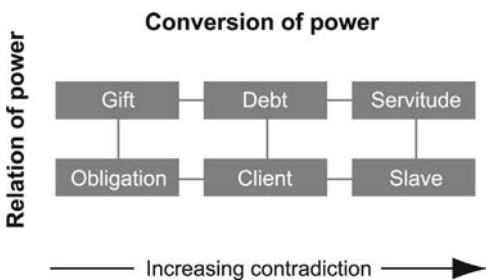 Conversion of power
Relation of power
Gift Debt Servitude
Obligation Client Slave
Increasing contradiction